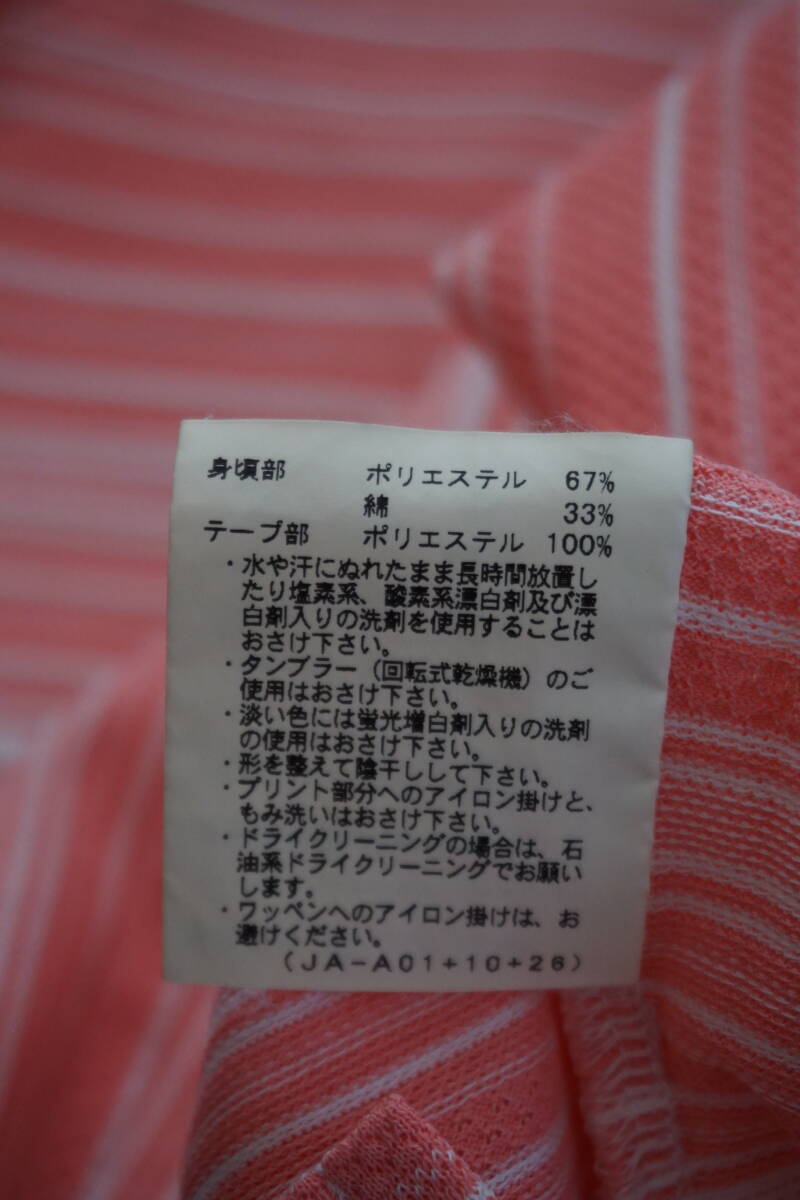 身頃部 ポリエステル 67%
綿 33%
テープ部 ポリエステル 100%
・水や汗にぬれたまま長時間放置し
たり塩素系、酸素系漂白剤及び漂
白剤入りの洗剤を使用することは
おさけ下さい。
・タンブラー(回転式乾燥機)のご
使用はおさけ下さい。
・淡い色には蛍光増白剤入りの洗剤
の使用はおさけ下さい。
・形を整えて陰干しして下さい。
・プリント部分へのアイロン掛けと、
もみ洗いはおさけ下さい。
・ドライクリーニングの場合は、石
油系ドライクリーニングでお願い
します。
・ワッペンへのアイロン掛けは、お
避けください。
(JA-A01+10+26)